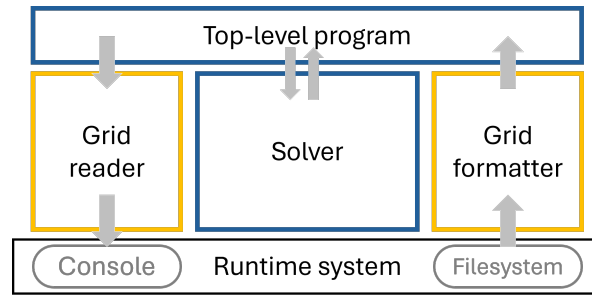 Top-level program
Grid
reader
Solver
Grid
formatter
Console
Runtime system
Filesystem